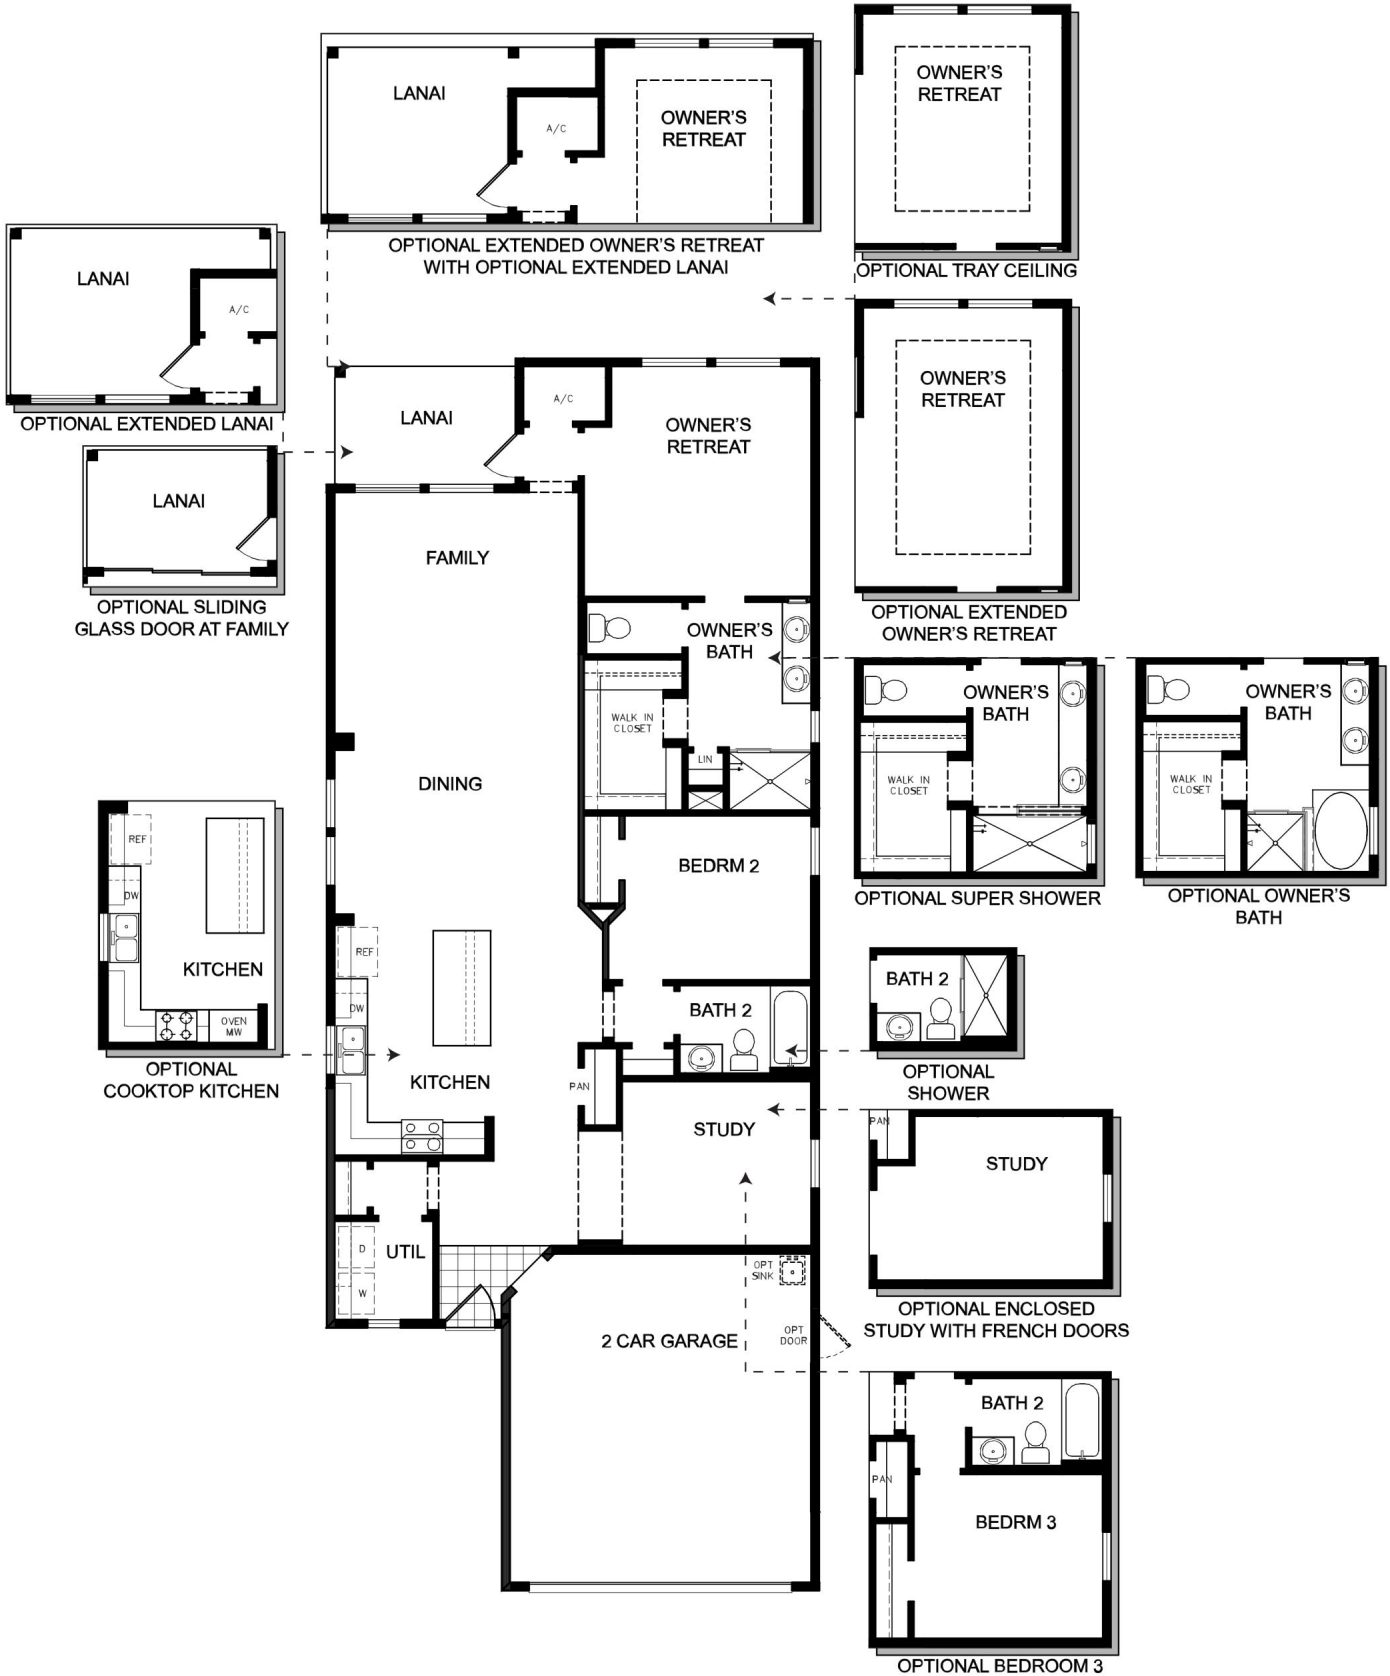 LANAI
A/C
OWNER'S
RETREAT
OPTIONAL EXTENDED OWNER'S RETREAT
WITH OPTIONAL EXTENDED LANAI
OWNER'S
RETREAT
OPTIONAL TRAY CEILING
LANAI
A/C
OPTIONAL EXTENDED LANAI
OWNER'S
RETREAT
OPTIONAL EXTENDED
OWNER'S RETREAT
LANAI
OPTIONAL SLIDING
GLASS DOOR AT FAMILY
LANAI
A/C
OWNER'S
RETREAT
FAMILY
OWNER'S
BATH
WALK IN
CLOSET
LIN
DINING
BEDRM 2
REF
DW
KITCHEN
BATH 2
PAN
STUDY
D
W
UTIL
OPT
SINK
OPT
DOOR
2 CAR GARAGE
REF
DW
KITCHEN
OVEN
MW
OPTIONAL
COOKTOP KITCHEN
OWNER'S
BATH
WALK IN
CLOSET
OPTIONAL SUPER SHOWER
OWNER'S
BATH
WALK IN
CLOSET
OPTIONAL OWNER'S
BATH
BATH 2
OPTIONAL
SHOWER
PAN
STUDY
OPTIONAL ENCLOSED
STUDY WITH FRENCH DOORS
BATH 2
PAN
BEDRM 3
OPTIONAL BEDROOM 3